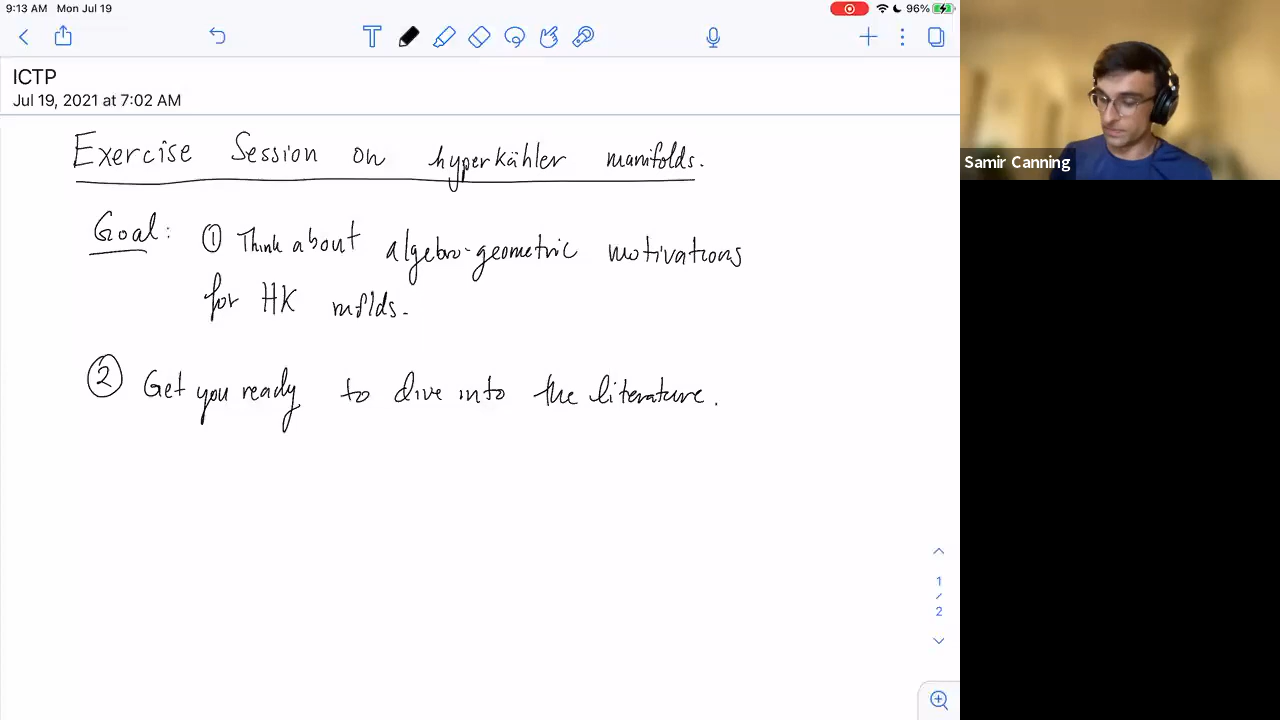 9:13 AM Mon Jul 19
96%
ICTP
Jul 19, 2021 at 7:02 AM
Exercise Session on hyperkähler manifolds.
Goal: ① Think about algebro-geometric motivations
for HK mflds.
② Get you ready to dive into the literature.
1
/
2
Samir Canning